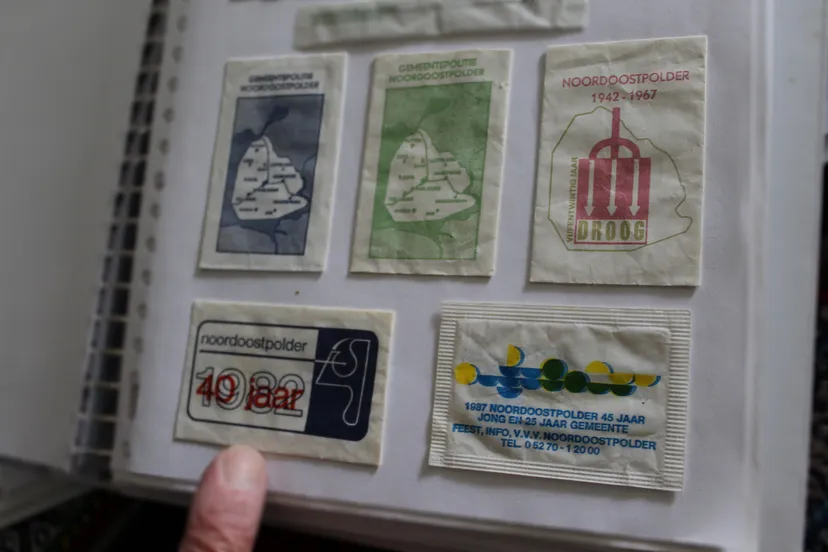 GEMEENTEPOLITIE
NOORDOOSTPOLDER
GEMEENTEPOLITIE
NOORDOOSTPOLDER
NOORDOOSTPOLDER
1942 - 1967
VIJFENTWINTIG JAAR
DROOG
noordoostpolder
1982
40 jaar
1987 NOORDOOSTPOLDER 45 JAAR
JONG EN 25 JAAR GEMEENTE
FEEST, INFO, V.V.V. NOORDOOSTPOLDER
TEL. 05270-12000